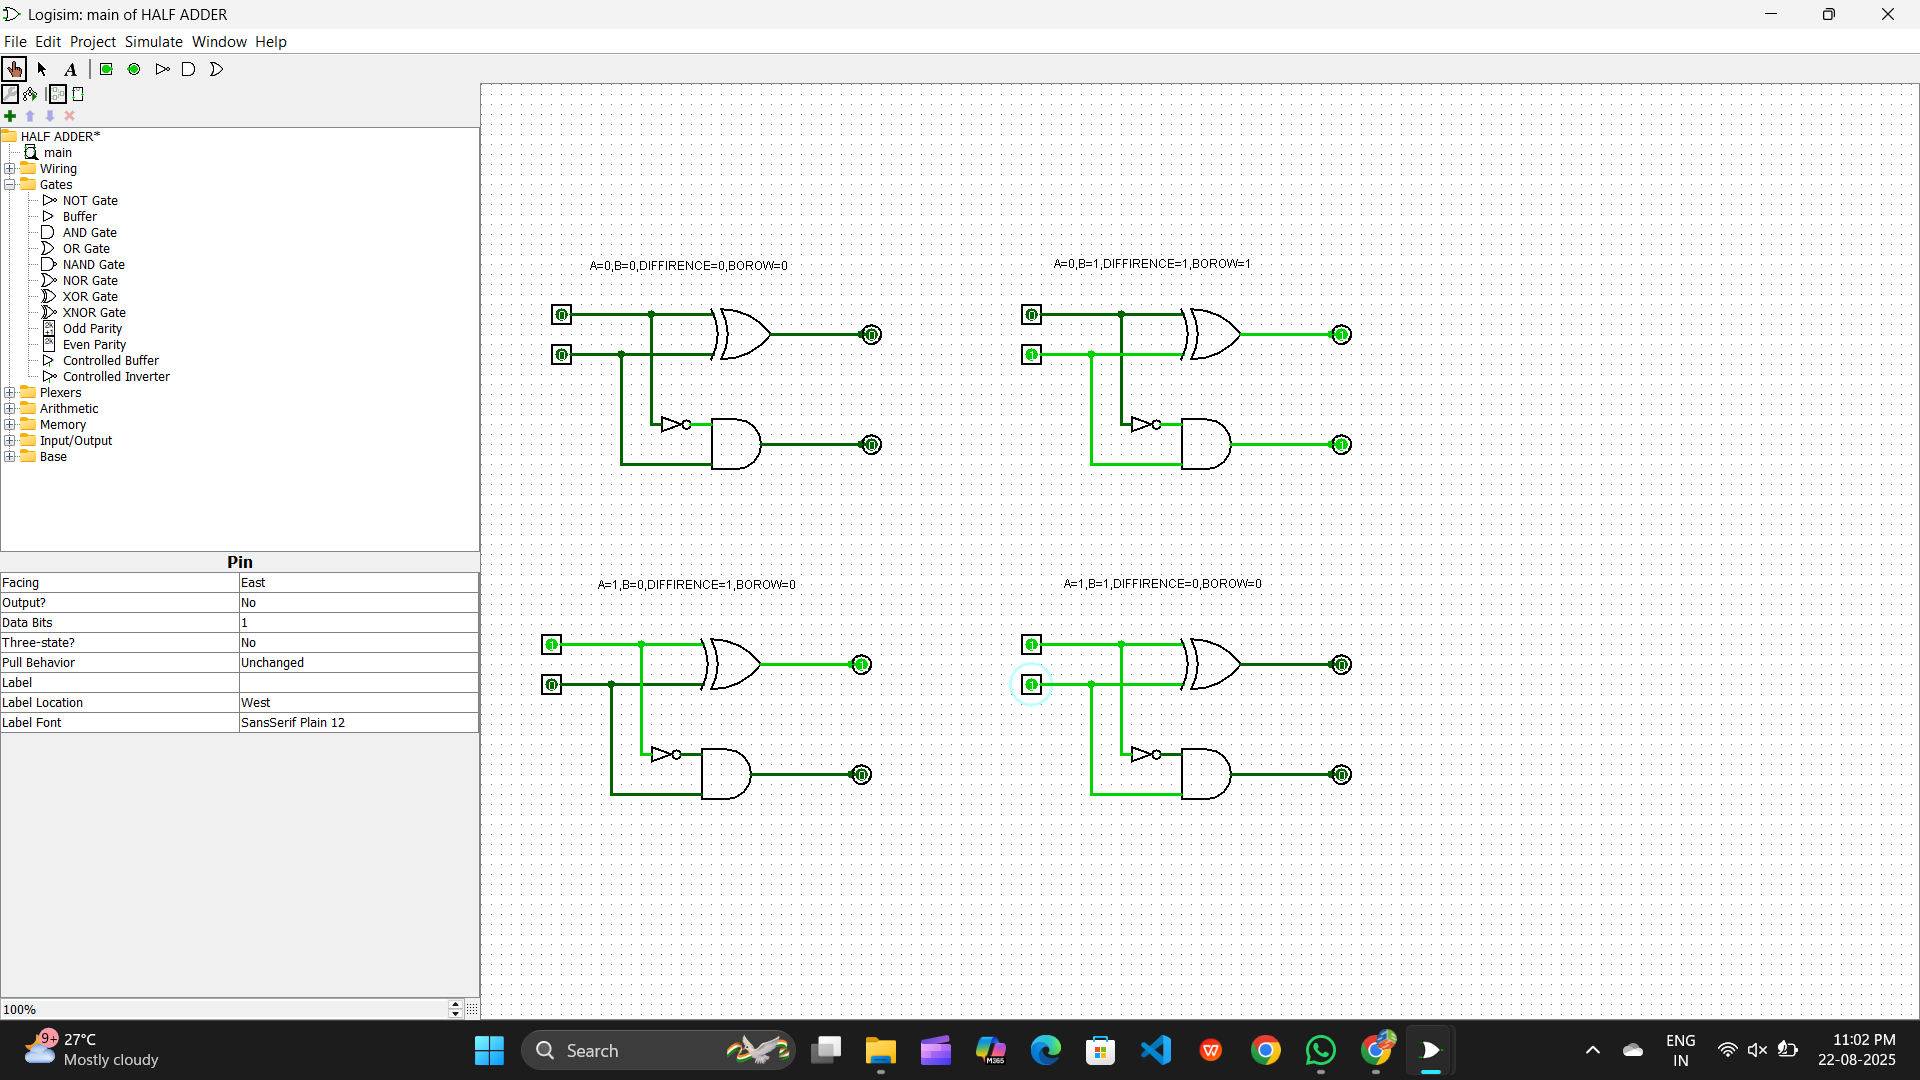 Logisim: main of HALF ADDER
File Edit Project Simulate Window Help
A
HALF ADDER*
main
Wiring
Gates
NOT Gate
Buffer
AND Gate
OR Gate
NAND Gate
NOR Gate
XOR Gate
XNOR Gate
Odd Parity
Even Parity
Controlled Buffer
Controlled Inverter
Plexers
Arithmetic
Memory
Input/Output
Base
Pin
Facing East
Output? No
Data Bits 1
Three-state? No
Pull Behavior Unchanged
Label
Label Location West
Label Font SansSerif Plain 12
100%
A=0,B=0,DIFFIRENCE=0,BOROW=0
0 0
0
0
A=0,B=1,DIFFIRENCE=1,BOROW=1
0 1
1
1
A=1,B=0,DIFFIRENCE=1,BOROW=0
1 1
0
0
A=1,B=1,DIFFIRENCE=0,BOROW=0
1 0
1
0
9+
27°C
Mostly cloudy
Search
M365
W
ENG
IN
11:02 PM
22-08-2025